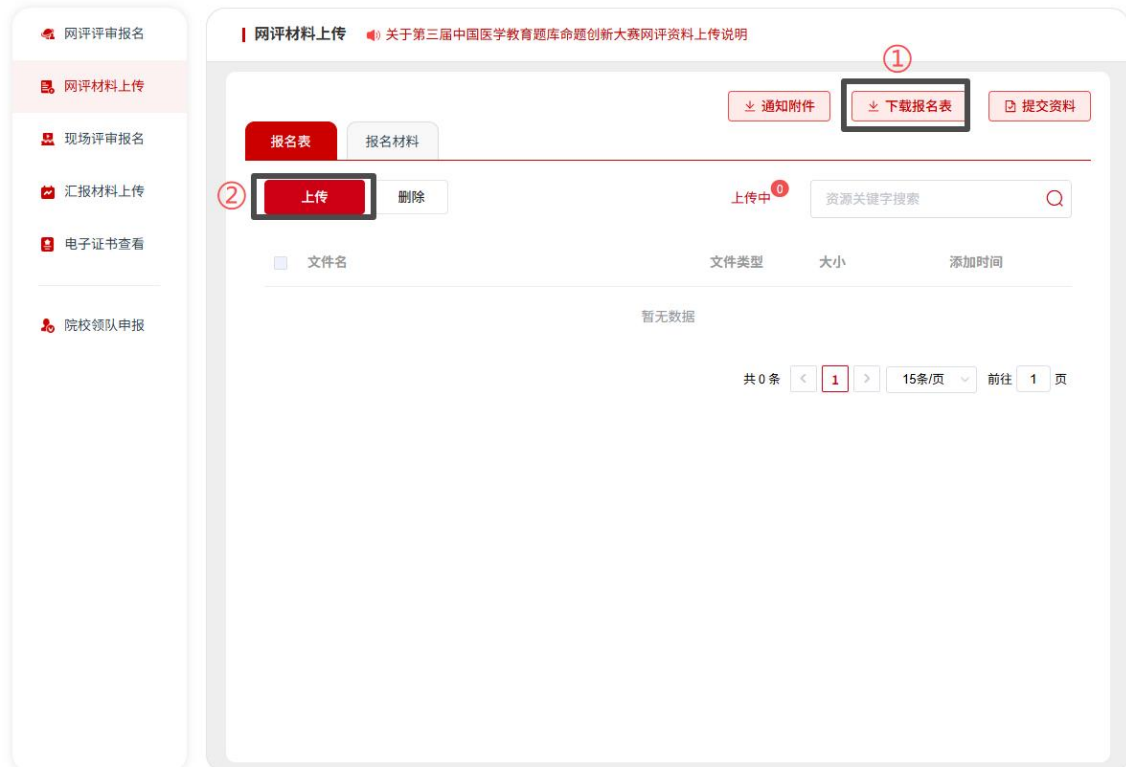 网评评审报名
网评材料上传
现场评审报名
汇报材料上传
电子证书查看
院校领队申报
网评材料上传 关于第三届中国医学教育题库命题创新大赛网评资料上传说明
①
通知附件 下载报名表 提交资料
报名表 报名材料
② 上传 删除 上传中 0 资源关键字搜索
文件名 文件类型 大小 添加时间
暂无数据
共 0 条 < 1 > 15条/页 前往 1 页